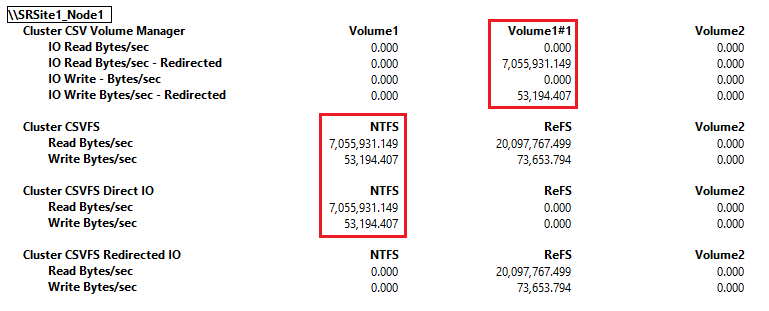 \\SRSite1_Node1
Cluster CSV Volume Manager Volume1 Volume1#1 Volume2
IO Read Bytes/sec 0.000 0.000 0.000
IO Read Bytes/sec - Redirected 0.000 7,055,931.149 0.000
IO Write - Bytes/sec 0.000 0.000 0.000
IO Write Bytes/sec - Redirected 0.000 53,194.407 0.000
Cluster CSVFS NTFS ReFS Volume2
Read Bytes/sec 7,055,931.149 20,097,767.499 0.000
Write Bytes/sec 53,194.407 73,653.794 0.000
Cluster CSVFS Direct IO NTFS ReFS Volume2
Read Bytes/sec 7,055,931.149 0.000 0.000
Write Bytes/sec 53,194.407 0.000 0.000
Cluster CSVFS Redirected IO NTFS ReFS Volume2
Read Bytes/sec 0.000 20,097,767.499 0.000
Write Bytes/sec 0.000 73,653.794 0.000